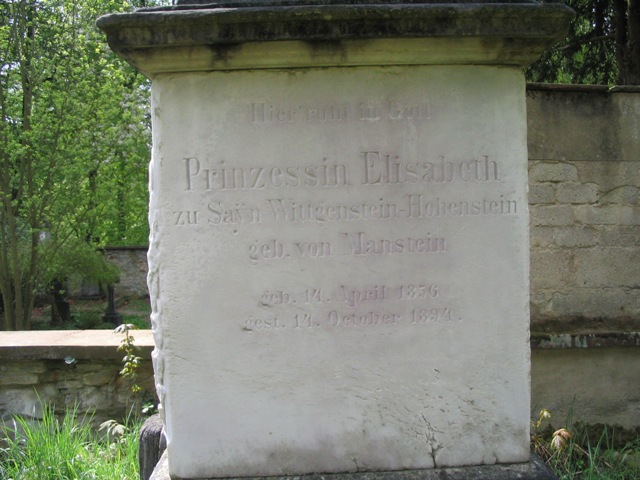 Hier ruht in Gott
Prinzessin Elisabeth
zu Sayn Wittgenstein-Hohenstein
geb. von Manstein
geb. 14. April 1856
gest. 14. October 1894.